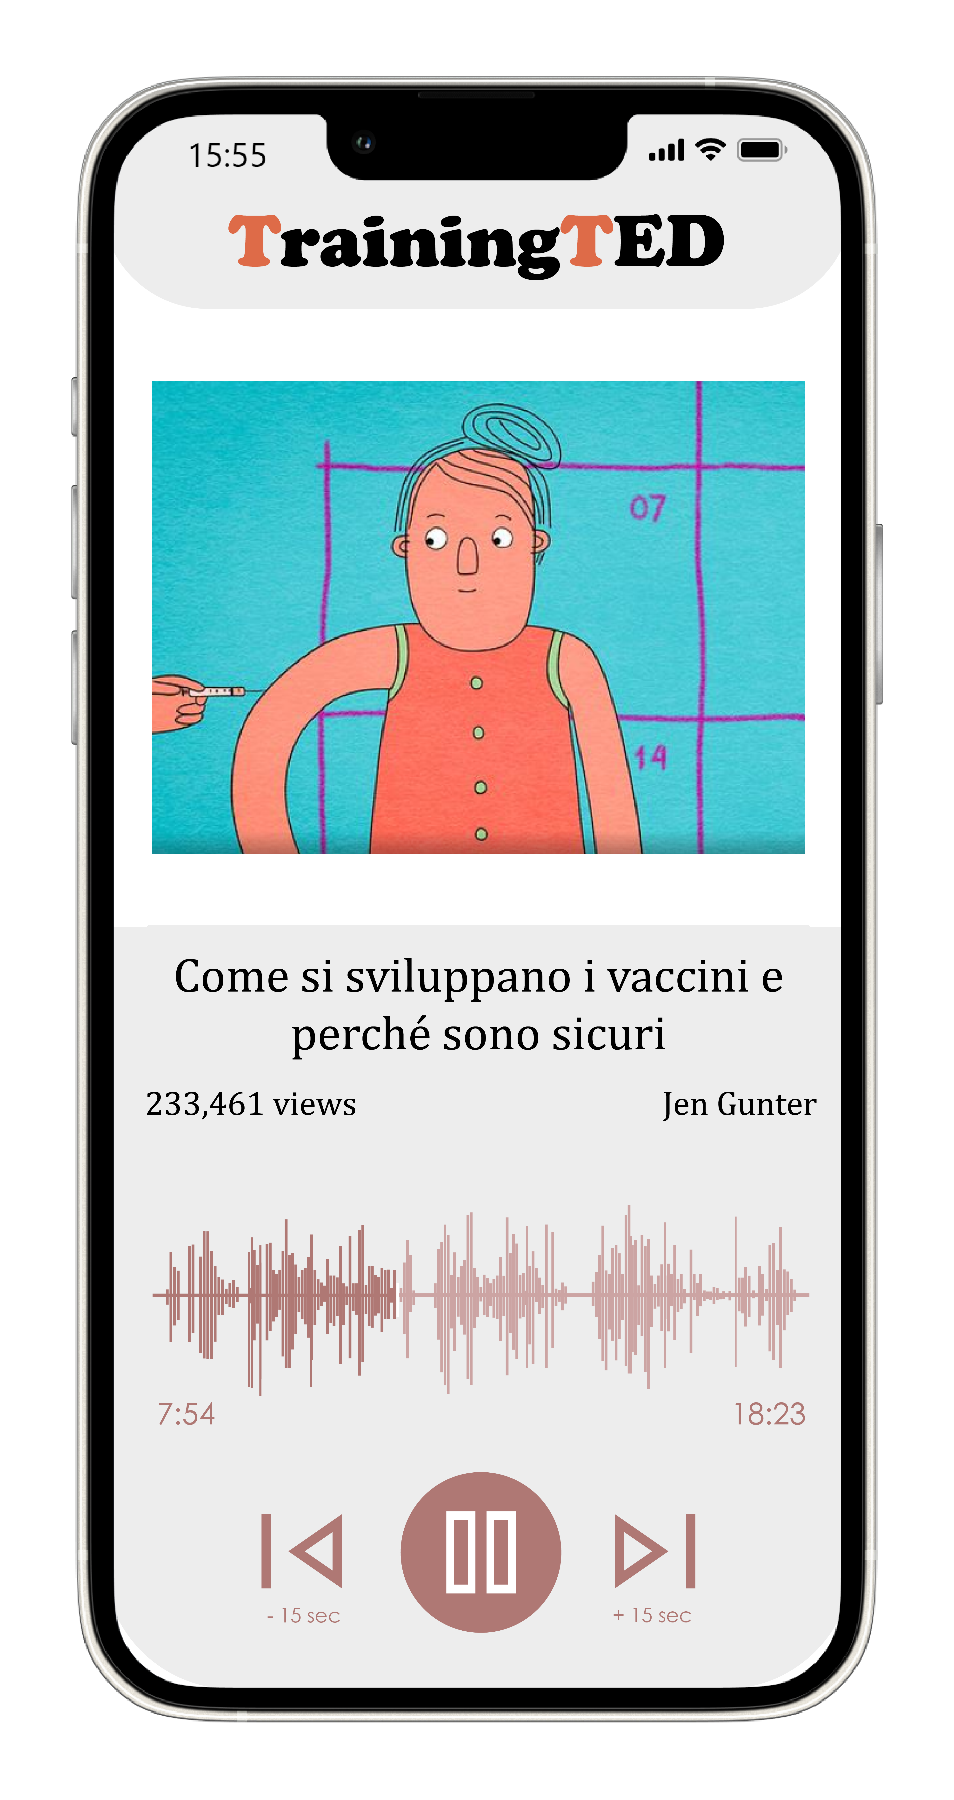 15:55
TrainingTED
07
14
Come si sviluppano i vaccini e
perché sono sicuri
233,461 views Jen Gunter
7:54 18:23
- 15 sec + 15 sec